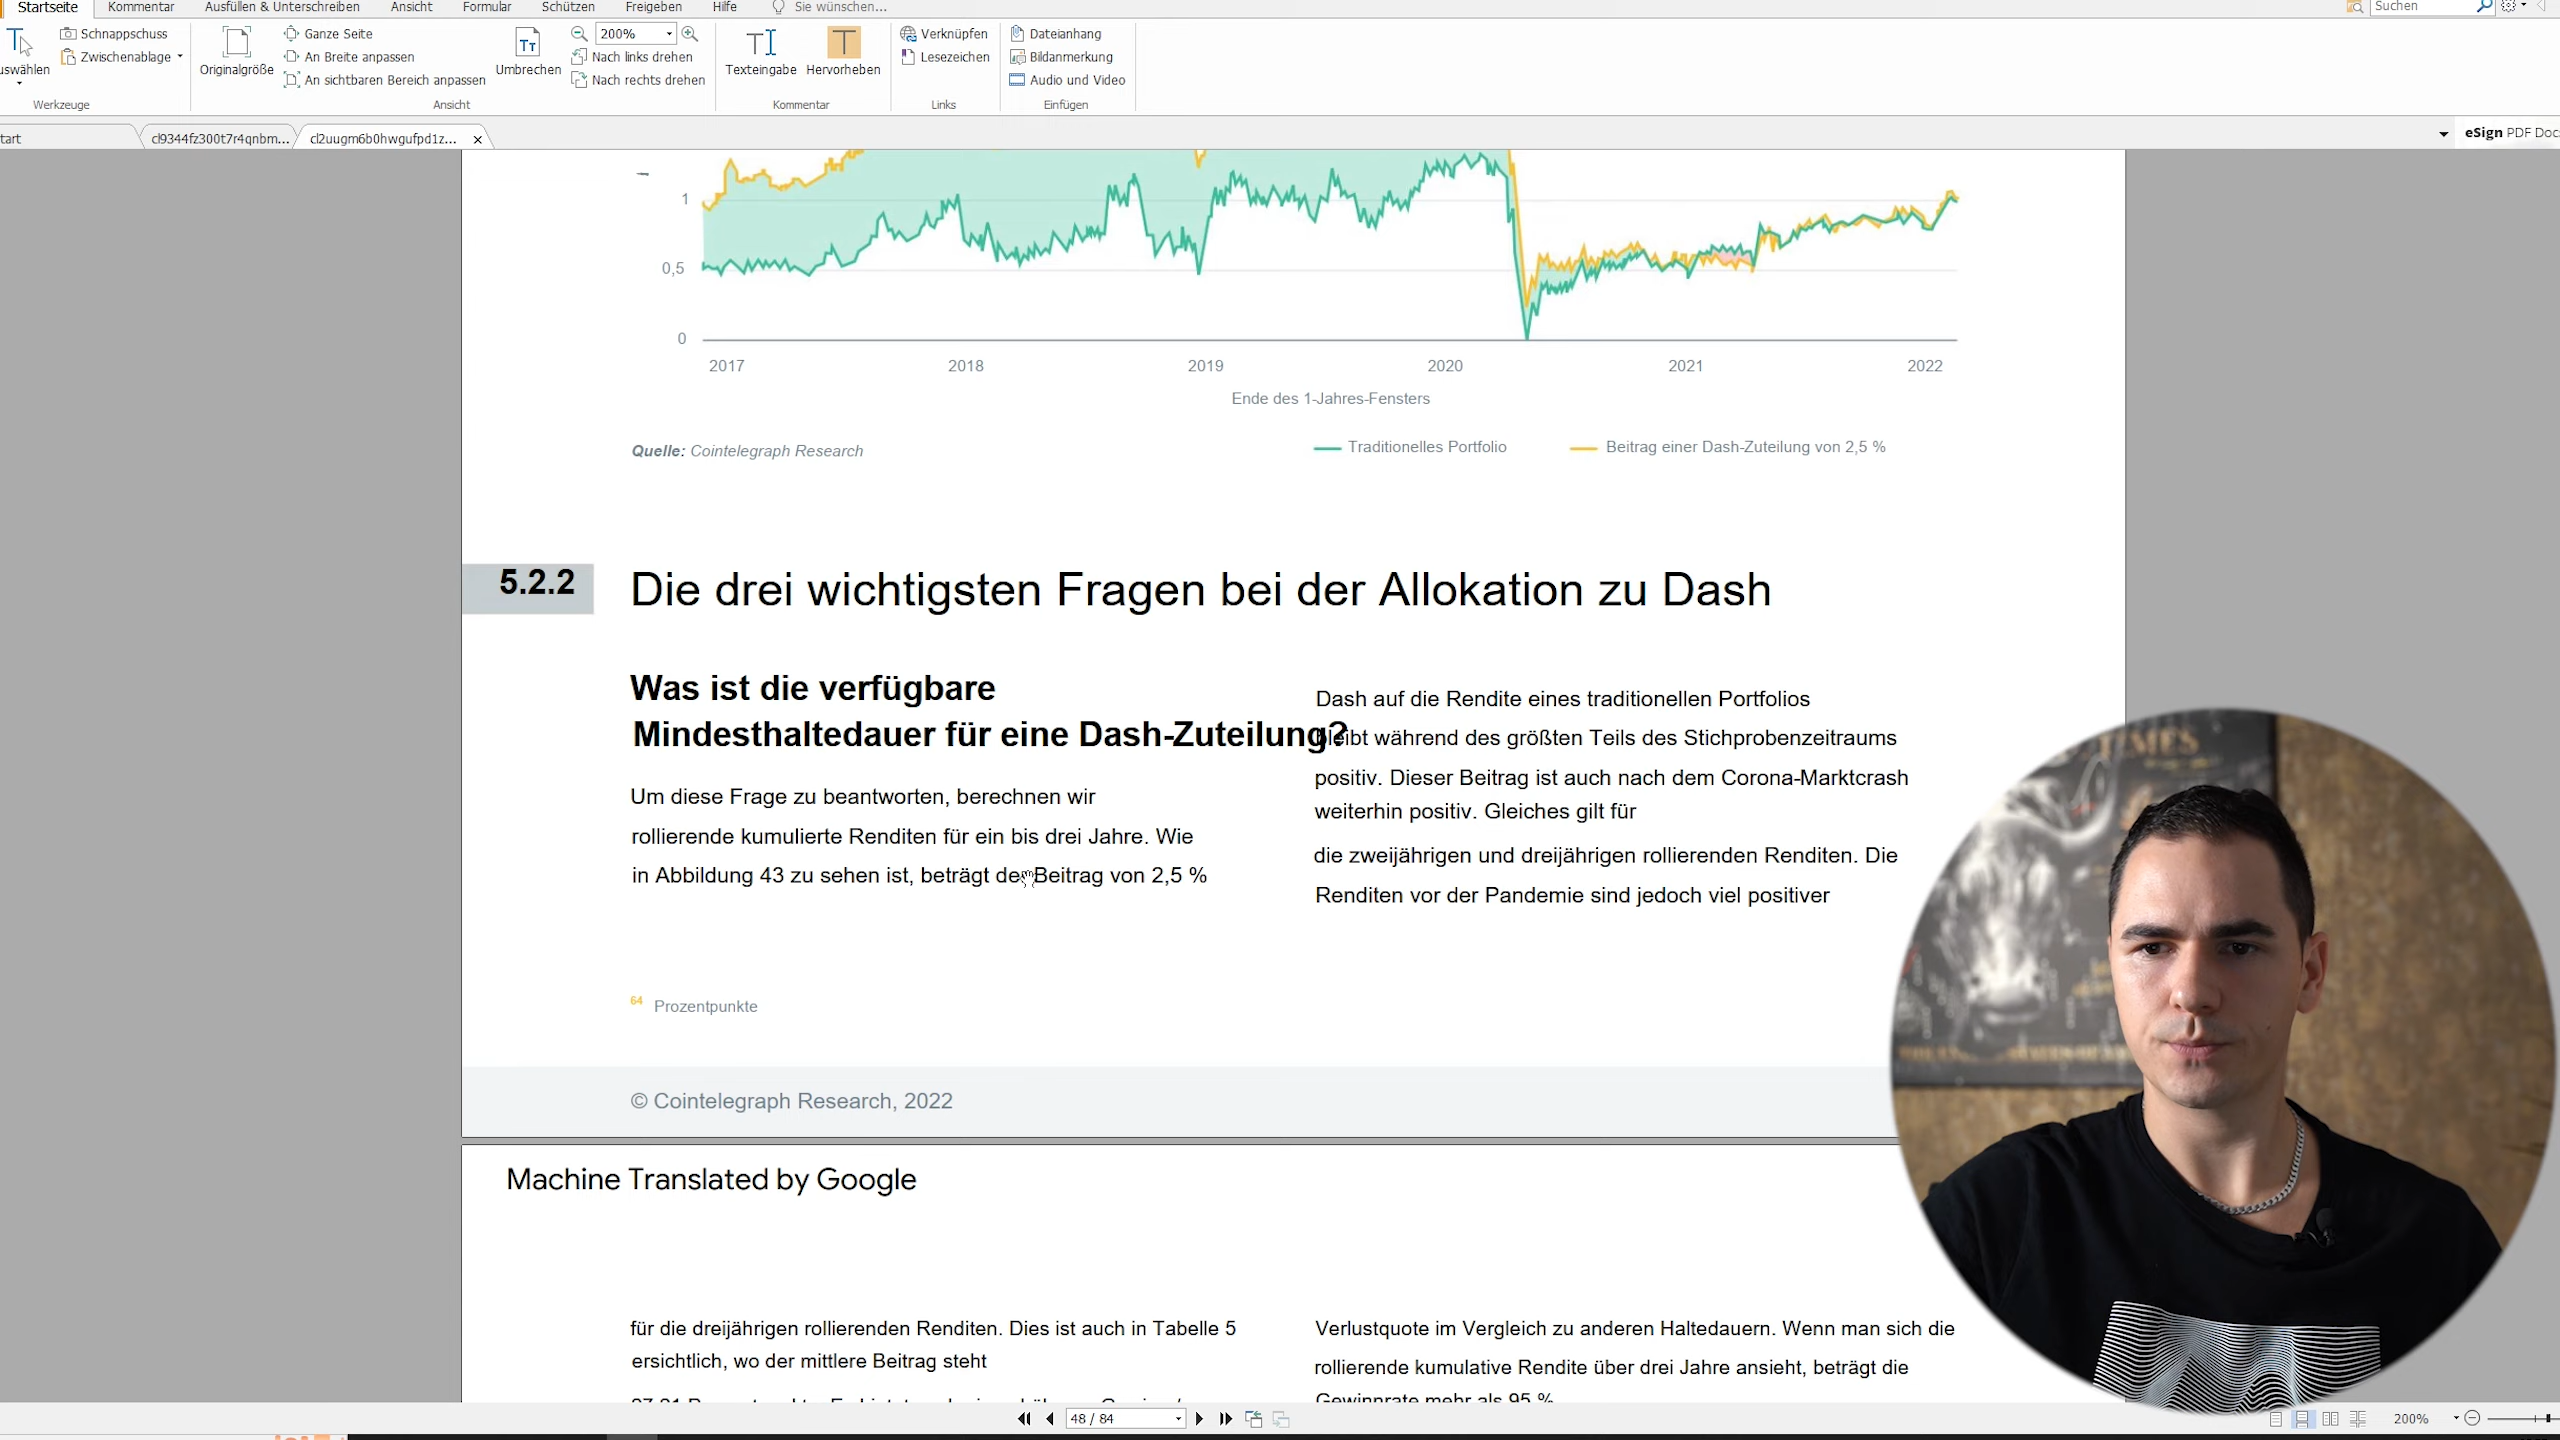 Startseite Kommentar Ausfüllen & Unterschreiben Ansicht Formular Schützen Freigeben Hilfe Sie wünschen... Suchen
Schnappschuss
Zwischenablage
Werkzeuge
Originalgröße
Ganze Seite
An Breite anpassen
An sichtbaren Bereich anpassen
Ansicht
Umbrechen
200%
Nach links drehen
Nach rechts drehen
Texteingabe Hervorheben
Kommentar
Verknüpfen
Lesezeichen
Links
Dateianhang
Bildanmerkung
Audio und Video
Einfügen
cl9344fz300t7r4qnbm... cl2uugm6b0hwgufpd1z...
eSign PDF Doc
1
0,5
0
2017 2018 2019 2020 2021 2022
Ende des 1-Jahres-Fensters
Quelle: Cointelegraph Research
Traditionelles Portfolio Beitrag einer Dash-Zuteilung von 2,5 %
5.2.2 Die drei wichtigsten Fragen bei der Allokation zu Dash
Was ist die verfügbare
Mindesthaltedauer für eine Dash-Zuteilung?
Um diese Frage zu beantworten, berechnen wir
rollierende kumulierte Renditen für ein bis drei Jahre. Wie
in Abbildung 43 zu sehen ist, beträgt der Beitrag von 2,5 %
Dash auf die Rendite eines traditionellen Portfolios
bleibt während des größten Teils des Stichprobenzeitraums
positiv. Dieser Beitrag ist auch nach dem Corona-Marktcrash
weiterhin positiv. Gleiches gilt für
die zweijährigen und dreijährigen rollierenden Renditen. Die
Renditen vor der Pandemie sind jedoch viel positiver
64 Prozentpunkte
© Cointelegraph Research, 2022
Machine Translated by Google
für die dreijährigen rollierenden Renditen. Dies ist auch in Tabelle 5
ersichtlich, wo der mittlere Beitrag steht
Verlustquote im Vergleich zu anderen Haltedauern. Wenn man sich die
rollierende kumulative Rendite über drei Jahre ansieht, beträgt die
Gewinnrate mehr als 95 %
48 / 84
200%